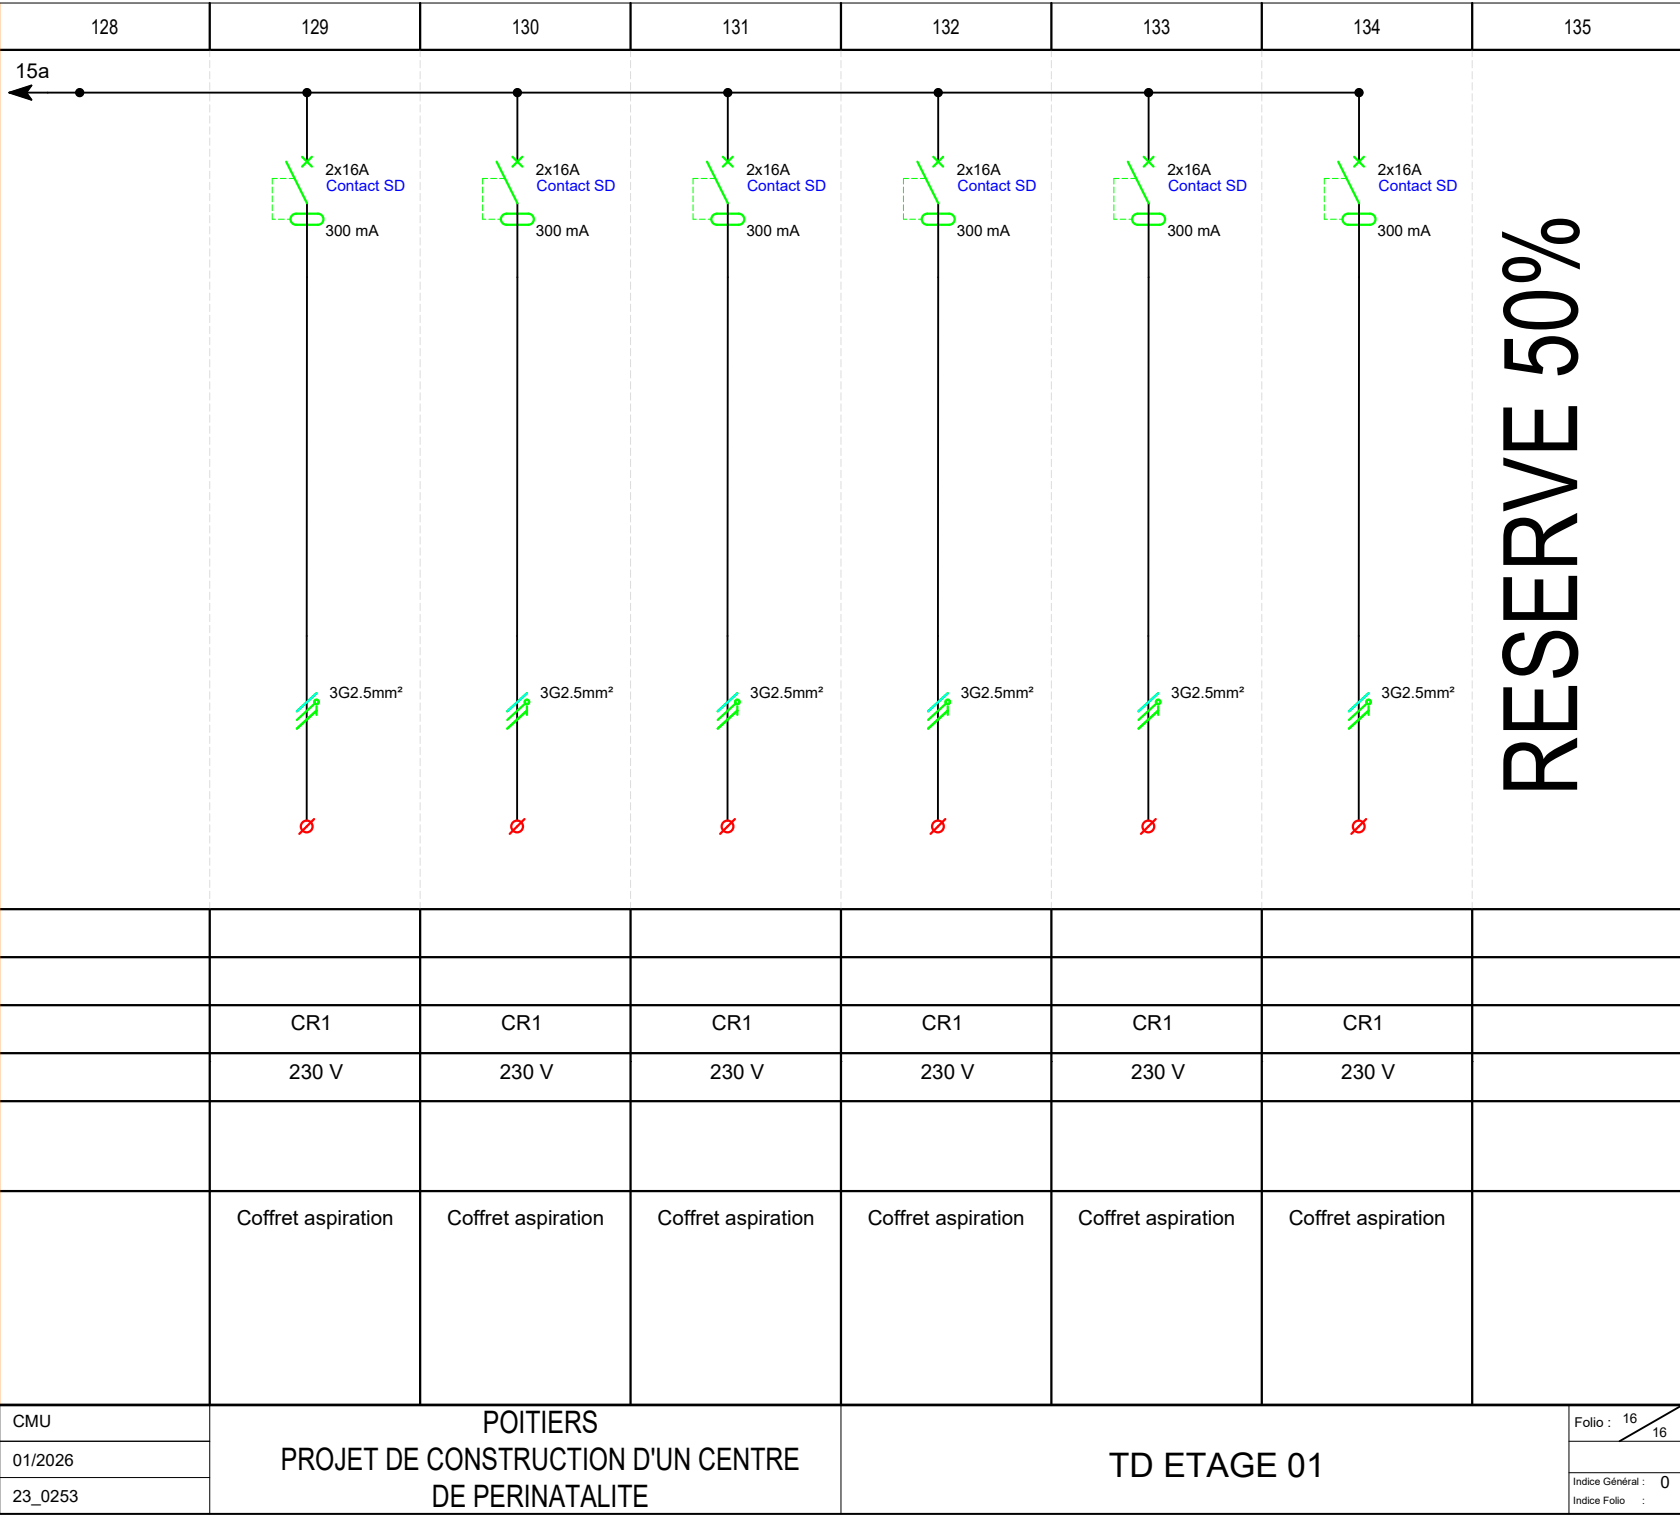 128 129 130 131 132 133 134 135
15a
2x16A 2x16A 2x16A 2x16A 2x16A 2x16A
Contact SD Contact SD Contact SD Contact SD Contact SD Contact SD
300 mA 300 mA 300 mA 300 mA 300 mA 300 mA
RESERVE 50%
3G2.5mm² 3G2.5mm² 3G2.5mm² 3G2.5mm² 3G2.5mm² 3G2.5mm²
CR1 CR1 CR1 CR1 CR1 CR1
230 V 230 V 230 V 230 V 230 V 230 V
Coffret aspiration Coffret aspiration Coffret aspiration Coffret aspiration Coffret aspiration Coffret aspiration
CMU
01/2026
23_0253
POITIERS
PROJET DE CONSTRUCTION D'UN CENTRE
DE PERINATALITE
TD ETAGE 01
Folio : 16 16
Indice Général : 0
Indice Folio :